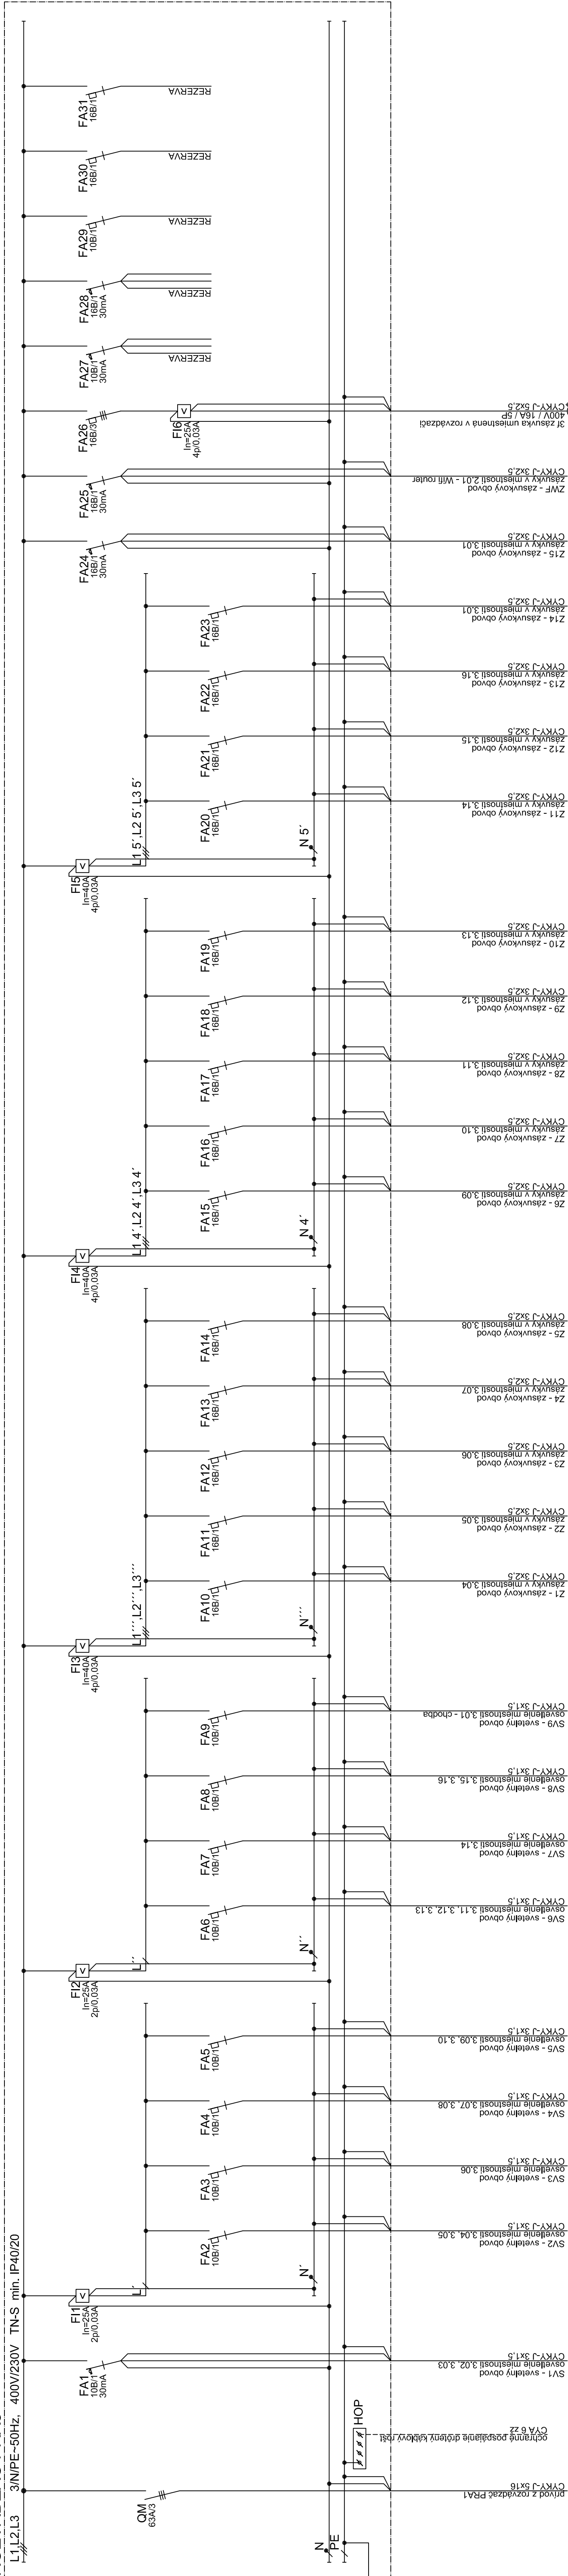 L1,L2,L3    3/N/PE~50Hz,   400V/230V   TN-S  min. IP40/20
N
PE
QM
63A/3
prívod z rozvádzač PRA1
CYKY-J 5x16
HOP
ochranné pospájanie drôtený káblový rošt
CYA 6 zž
FA1
10B/1
30mA
SV1 - svetelný obvod
osvetlenie miestností 3.02, 3.03
CYKY-J 3x1,5
FI1
In=25A
2p/0,03A
L´
N´
FA2
10B/1
SV2 - svetelný obvod
osvetlenie miestností 3.04, 3.05
CYKY-J 3x1,5
FA3
10B/1
SV3 - svetelný obvod
osvetlenie miestností 3.06
CYKY-J 3x1,5
FA4
10B/1
SV4 - svetelný obvod
osvetlenie miestností 3.07, 3.08
CYKY-J 3x1,5
FA5
10B/1
SV5 - svetelný obvod
osvetlenie miestností 3.09, 3.10
CYKY-J 3x1,5
FI2
In=25A
2p/0,03A
L´´
N´´
FA6
10B/1
SV6 - svetelný obvod
osvetlenie miestností 3.11, 3.12, 3.13
CYKY-J 3x1,5
FA7
10B/1
SV7 - svetelný obvod
osvetlenie miestností 3.14
CYKY-J 3x1,5
FA8
10B/1
SV8 - svetelný obvod
osvetlenie miestností 3.15, 3.16
CYKY-J 3x1,5
FA9
10B/1
SV9 - svetelný obvod
osvetlenie miestností 3.01 - chodba
CYKY-J 3x1,5
FI3
In=40A
4p/0,03A
L1´´´,L2´´´,L3´´´
N´´´
FA10
16B/1
Z1 - zásuvkový obvod
zásuvky v miestnosti 3.04
CYKY-J 3x2,5
FA11
16B/1
Z2 - zásuvkový obvod
zásuvky v miestnosti 3.05
CYKY-J 3x2,5
FA12
16B/1
Z3 - zásuvkový obvod
zásuvky v miestnosti 3.06
CYKY-J 3x2,5
FA13
16B/1
Z4 - zásuvkový obvod
zásuvky v miestnosti 3.07
CYKY-J 3x2,5
FA14
16B/1
Z5 - zásuvkový obvod
zásuvky v miestnosti 3.08
CYKY-J 3x2,5
FI4
In=40A
4p/0,03A
L1 4´,L2 4´,L3 4´
N 4´
FA15
16B/1
Z6 - zásuvkový obvod
zásuvky v miestnosti 3.09
CYKY-J 3x2,5
FA16
16B/1
Z7 - zásuvkový obvod
zásuvky v miestnosti 3.10
CYKY-J 3x2,5
FA17
16B/1
Z8 - zásuvkový obvod
zásuvky v miestnosti 3.11
CYKY-J 3x2,5
FA18
16B/1
Z9 - zásuvkový obvod
zásuvky v miestnosti 3.12
CYKY-J 3x2,5
FA19
16B/1
Z10 - zásuvkový obvod
zásuvky v miestnosti 3.13
CYKY-J 3x2,5
FI5
In=40A
4p/0,03A
L1 5´,L2 5´,L3 5´
N 5´
FA20
16B/1
Z11 - zásuvkový obvod
zásuvky v miestnosti 3.14
CYKY-J 3x2,5
FA21
16B/1
Z12 - zásuvkový obvod
zásuvky v miestnosti 3.15
CYKY-J 3x2,5
FA22
16B/1
Z13 - zásuvkový obvod
zásuvky v miestnosti 3.16
CYKY-J 3x2,5
FA23
16B/1
Z14 - zásuvkový obvod
zásuvky v miestnosti 3.01
CYKY-J 3x2,5
FA24
16B/1
30mA
Z15 - zásuvkový obvod
zásuvky v miestnosti 3.01
CYKY-J 3x2,5
FA25
16B/1
30mA
ZWF - zásuvkový obvod
zásuvky v miestnosti 2.01 - Wifi router
CYKY-J 3x2,5
FA26
16B/3
FI6
In=25A
4p/0,03A
3f zásuvka umiestnená v rozvádzači
400V / 16A / 5P
CYKY-J 5x2,5
FA27
10B/1
30mA
REZERVA
FA28
16B/1
30mA
REZERVA
FA29
10B/1
REZERVA
FA30
16B/1
REZERVA
FA31
16B/1
REZERVA